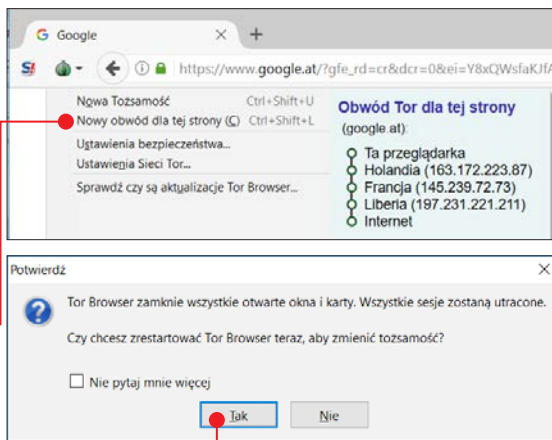 Google
S!
https://www.google.at/?gfe_rd=cr&dcr=0&ei=Y8xQWsfaKJfA
Nowa Tożsamość Ctrl+Shift+U
Nowy obwód dla tej strony (C) Ctrl+Shift+L
Ustawienia bezpieczeństwa...
Ustawienia Sieci Tor...
Sprawdź czy są aktualizacje Tor Browser...
Obwód Tor dla tej strony
(google.at):
Ta przeglądarka
Holandia (163.172.223.87)
Francja (145.239.72.73)
Liberia (197.231.221.211)
Internet
Potwierdź
Tor Browser zamknie wszystkie otwarte okna i karty. Wszystkie sesje zostaną utracone.
Czy chcesz zrestartować Tor Browser teraz, aby zmienić tożsamość?
Nie pytaj mnie więcej
Tak
Nie